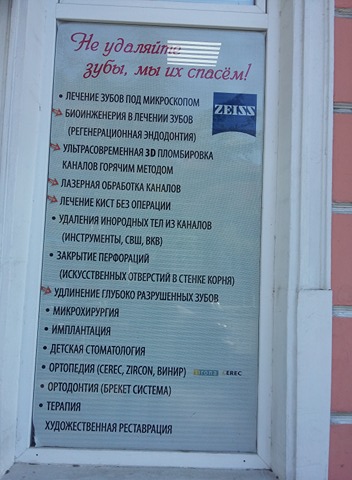 Не удаляйте
зубы, мы их спасём!
• ЛЕЧЕНИЕ ЗУБОВ ПОД МИКРОСКОПОМ
ZEISS
БИОИНЖЕНЕРИЯ В ЛЕЧЕНИИ ЗУБОВ
(РЕГЕНЕРАЦИОННАЯ ЭНДОДОНТИЯ)
УЛЬТРАСОВРЕМЕННАЯ 3D ПЛОМБИРОВКА
КАНАЛОВ ГОРЯЧИМ МЕТОДОМ
ЛАЗЕРНАЯ ОБРАБОТКА КАНАЛОВ
ЛЕЧЕНИЕ КИСТ БЕЗ ОПЕРАЦИИ
• УДАЛЕНИЯ ИНОРОДНЫХ ТЕЛ ИЗ КАНАЛОВ
(ИНСТРУМЕНТЫ, СВШ, ВКВ)
• ЗАКРЫТИЕ ПЕРФОРАЦИЙ
(ИСКУССТВЕННЫХ ОТВЕРСТИЙ В СТЕНКЕ КОРНЯ)
УДЛИНЕНИЕ ГЛУБОКО РАЗРУШЕННЫХ ЗУБОВ
• МИКРОХИРУРГИЯ
• ИМПЛАНТАЦИЯ
• ДЕТСКАЯ СТОМАТОЛОГИЯ
• ОРТОПЕДИЯ (CEREC, ZIRCON, ВИНИР) sirona CEREC
• ОРТОДОНТИЯ (БРЕКЕТ СИСТЕМА)
• ТЕРАПИЯ
ХУДОЖЕСТВЕННАЯ РЕСТАВРАЦИЯ